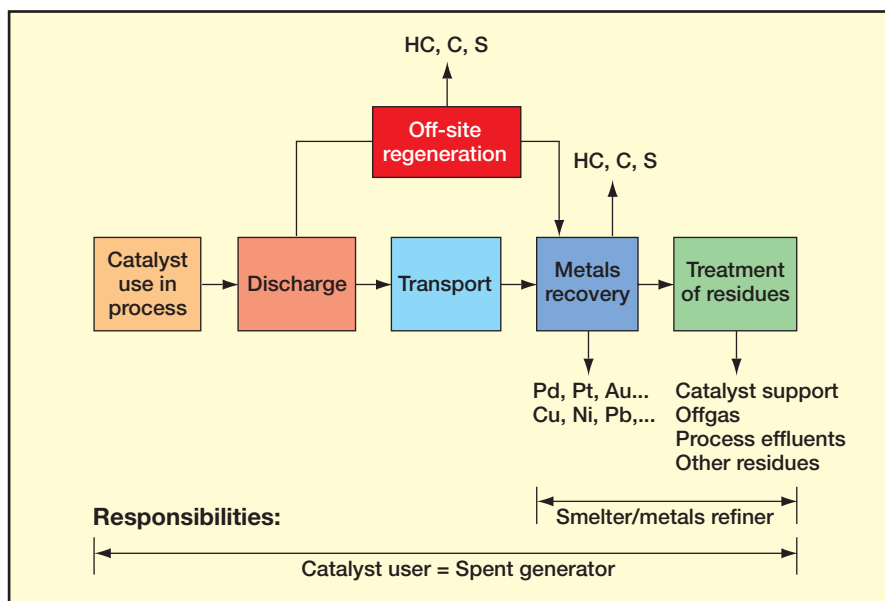 HC, C, S
Off-site
regeneration
HC, C, S
Catalyst
use in
process
Discharge
Transport
Metals
recovery
Treatment
of residues
Pd, Pt, Au...
Cu, Ni, Pb,...
Catalyst support
Offgas
Process effluents
Other residues
Responsibilities:
Smelter/metals refiner
Catalyst user = Spent generator